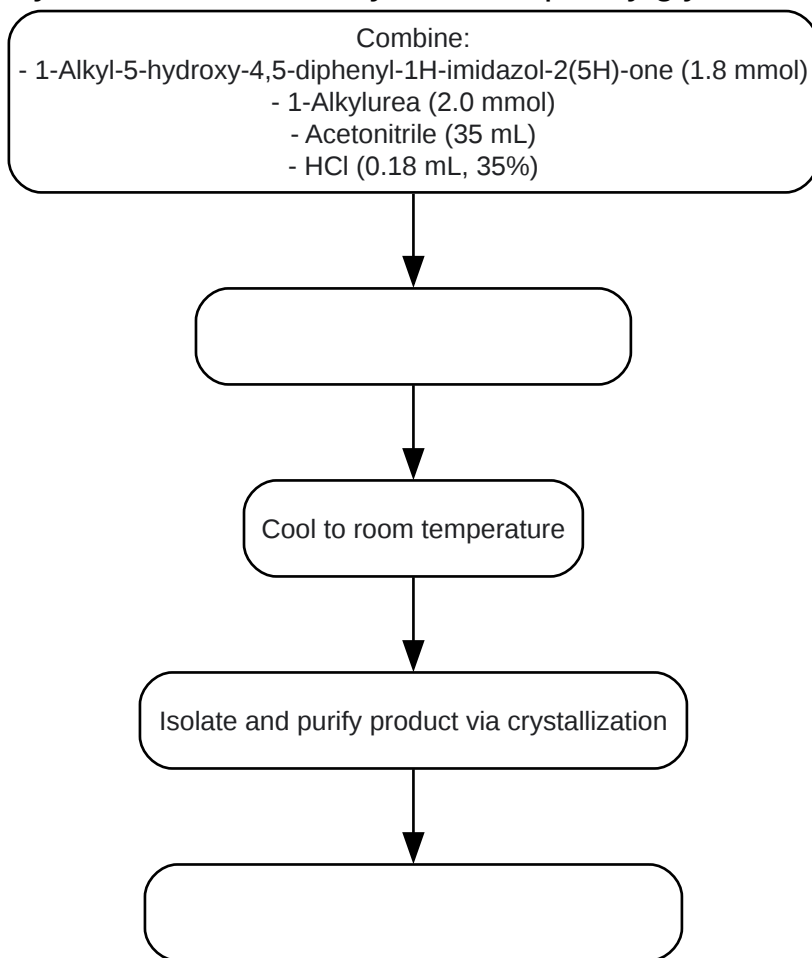 Combine:
- 1-Alkyl-5-hydroxy-4,5-diphenyl-1H-imidazol-2(5H)-one (1.8 mmol)
- 1-Alkylurea (2.0 mmol)
- Acetonitrile (35 mL)
- HCl (0.18 mL, 35%)
Cool to room temperature
Isolate and purify product via crystallization